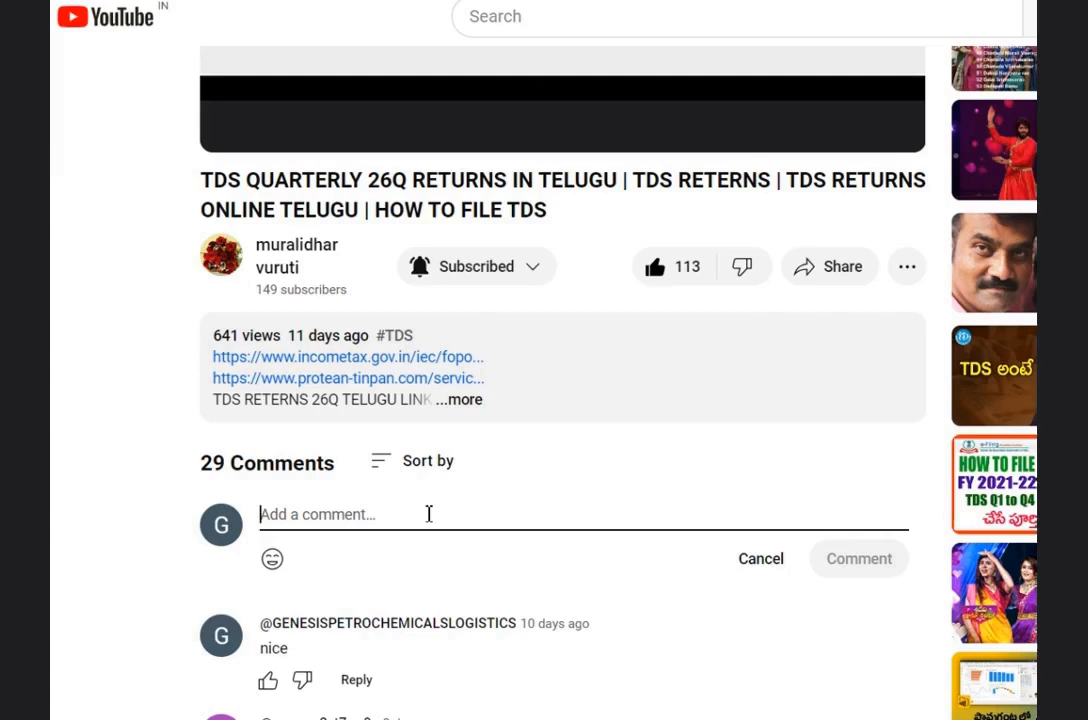 YouTube IN
Search
TDS QUARTERLY 26Q RETURNS IN TELUGU | TDS RETERNS | TDS RETURNS
ONLINE TELUGU | HOW TO FILE TDS
muralidhar
vuruti
149 subscribers
Subscribed
113
Share
641 views 11 days ago #TDS
https://www.incometax.gov.in/iec/fopo...
https://www.protean-tinpan.com/servic...
TDS RETERNS 26Q TELUGU LINK ...more
TDS అంటే
29 Comments
Sort by
e-Filing
HOW TO FILE
FY 2021-22
TDS Q1 to Q4
చేసే పూర్తి
G
Add a comment...
Cancel
Comment
G
@GENESISPETROCHEMICALSLOGISTICS 10 days ago
nice
Reply